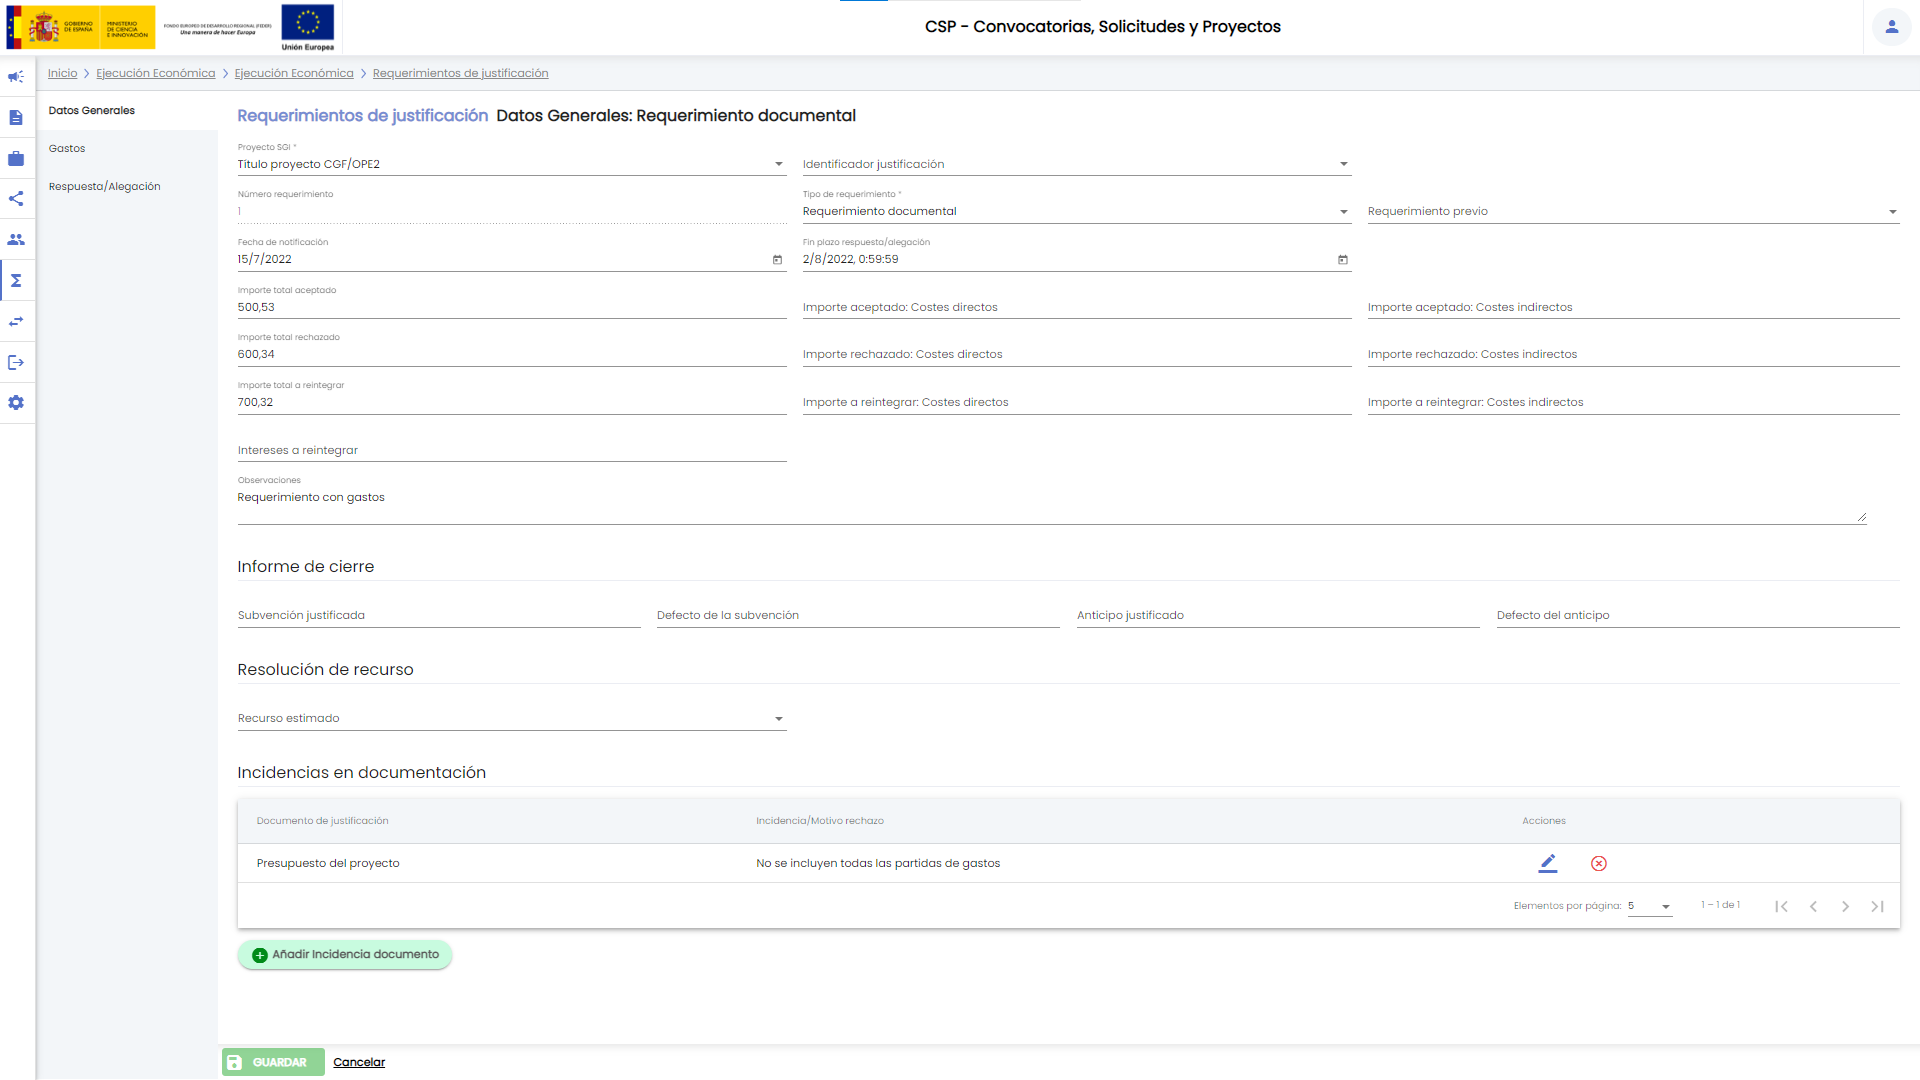 GOBIERNO DE ESPAÑA
MINISTERIO DE CIENCIA E INNOVACIÓN
FONDO EUROPEO DE DESARROLLO REGIONAL (FEDER)
Una manera de hacer Europa
Unión Europea
CSP - Convocatorias, Solicitudes y Proyectos
Inicio > Ejecución Económica > Ejecución Económica > Requerimientos de justificación
Datos Generales
Gastos
Respuesta/Alegación
Requerimientos de justificación Datos Generales: Requerimiento documental
Proyecto SGI *
Título proyecto CGF/OPE2
Identificador justificación
Número requerimiento
1
Tipo de requerimiento *
Requerimiento documental
Requerimiento previo
Fecha de notificación
15/7/2022
Fin plazo respuesta/alegación
2/8/2022, 0:59:59
Importe total aceptado
500,53
Importe aceptado: Costes directos
Importe aceptado: Costes indirectos
Importe total rechazado
600,34
Importe rechazado: Costes directos
Importe rechazado: Costes indirectos
Importe total a reintegrar
700,32
Importe a reintegrar: Costes directos
Importe a reintegrar: Costes indirectos
Intereses a reintegrar
Observaciones
Requerimiento con gastos
Informe de cierre
Subvención justificada
Defecto de la subvención
Anticipo justificado
Defecto del anticipo
Resolución de recurso
Recurso estimado
Incidencias en documentación
Documento de justificación
Incidencia/Motivo rechazo
Acciones
Presupuesto del proyecto
No se incluyen todas las partidas de gastos
Elementos por página: 5
1 – 1 de 1
Añadir Incidencia documento
GUARDAR
Cancelar